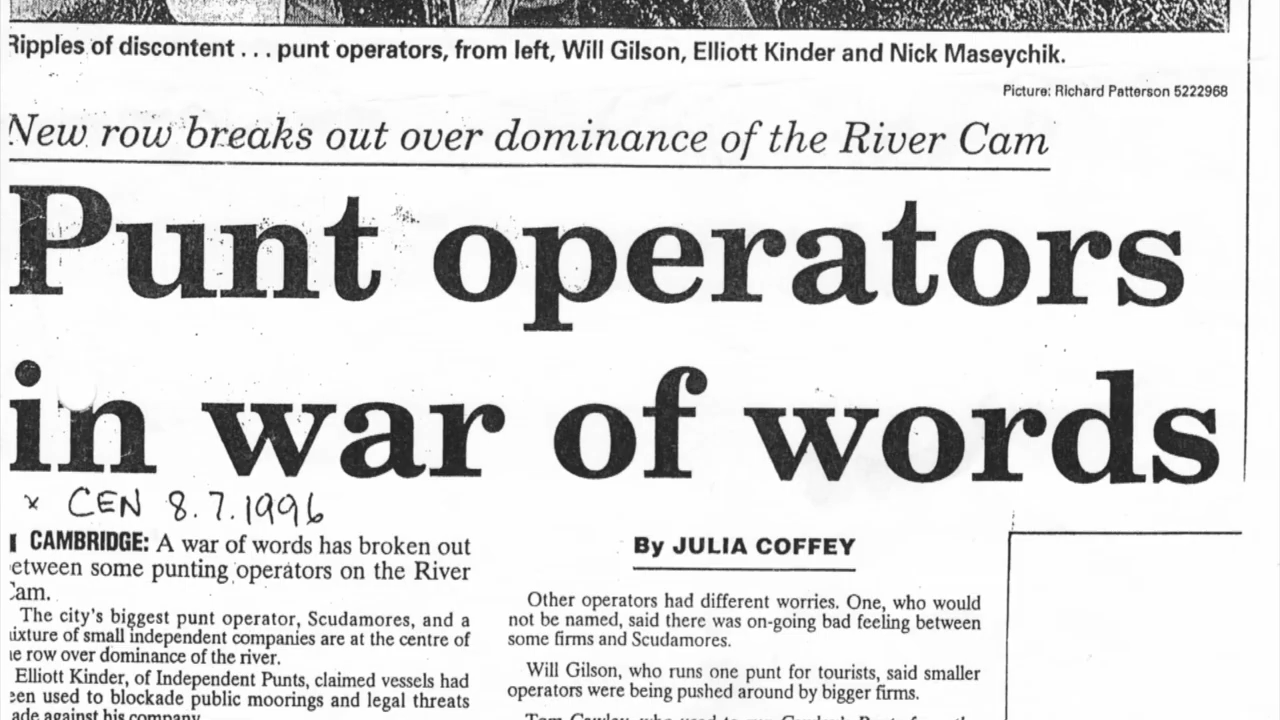 Ripples of discontent . . . punt operators, from left, Will Gilson, Elliott Kinder and Nick Maseychik.
Picture: Richard Patterson 5222968
New row breaks out over dominance of the River Cam
Punt operators
in war of words
x CEN 8.7.1996
CAMBRIDGE: A war of words has broken out
etween some punting operators on the River
Cam.
The city's biggest punt operator, Scudamores, and a
ixture of small independent companies are at the centre of
e row over dominance of the river.
Elliott Kinder, of Independent Punts, claimed vessels had
een used to blockade public moorings and legal threats
ade against his company.
By JULIA COFFEY
Other operators had different worries. One, who would
not be named, said there was on-going bad feeling between
some firms and Scudamores.
Will Gilson, who runs one punt for tourists, said smaller
operators were being pushed around by bigger firms.